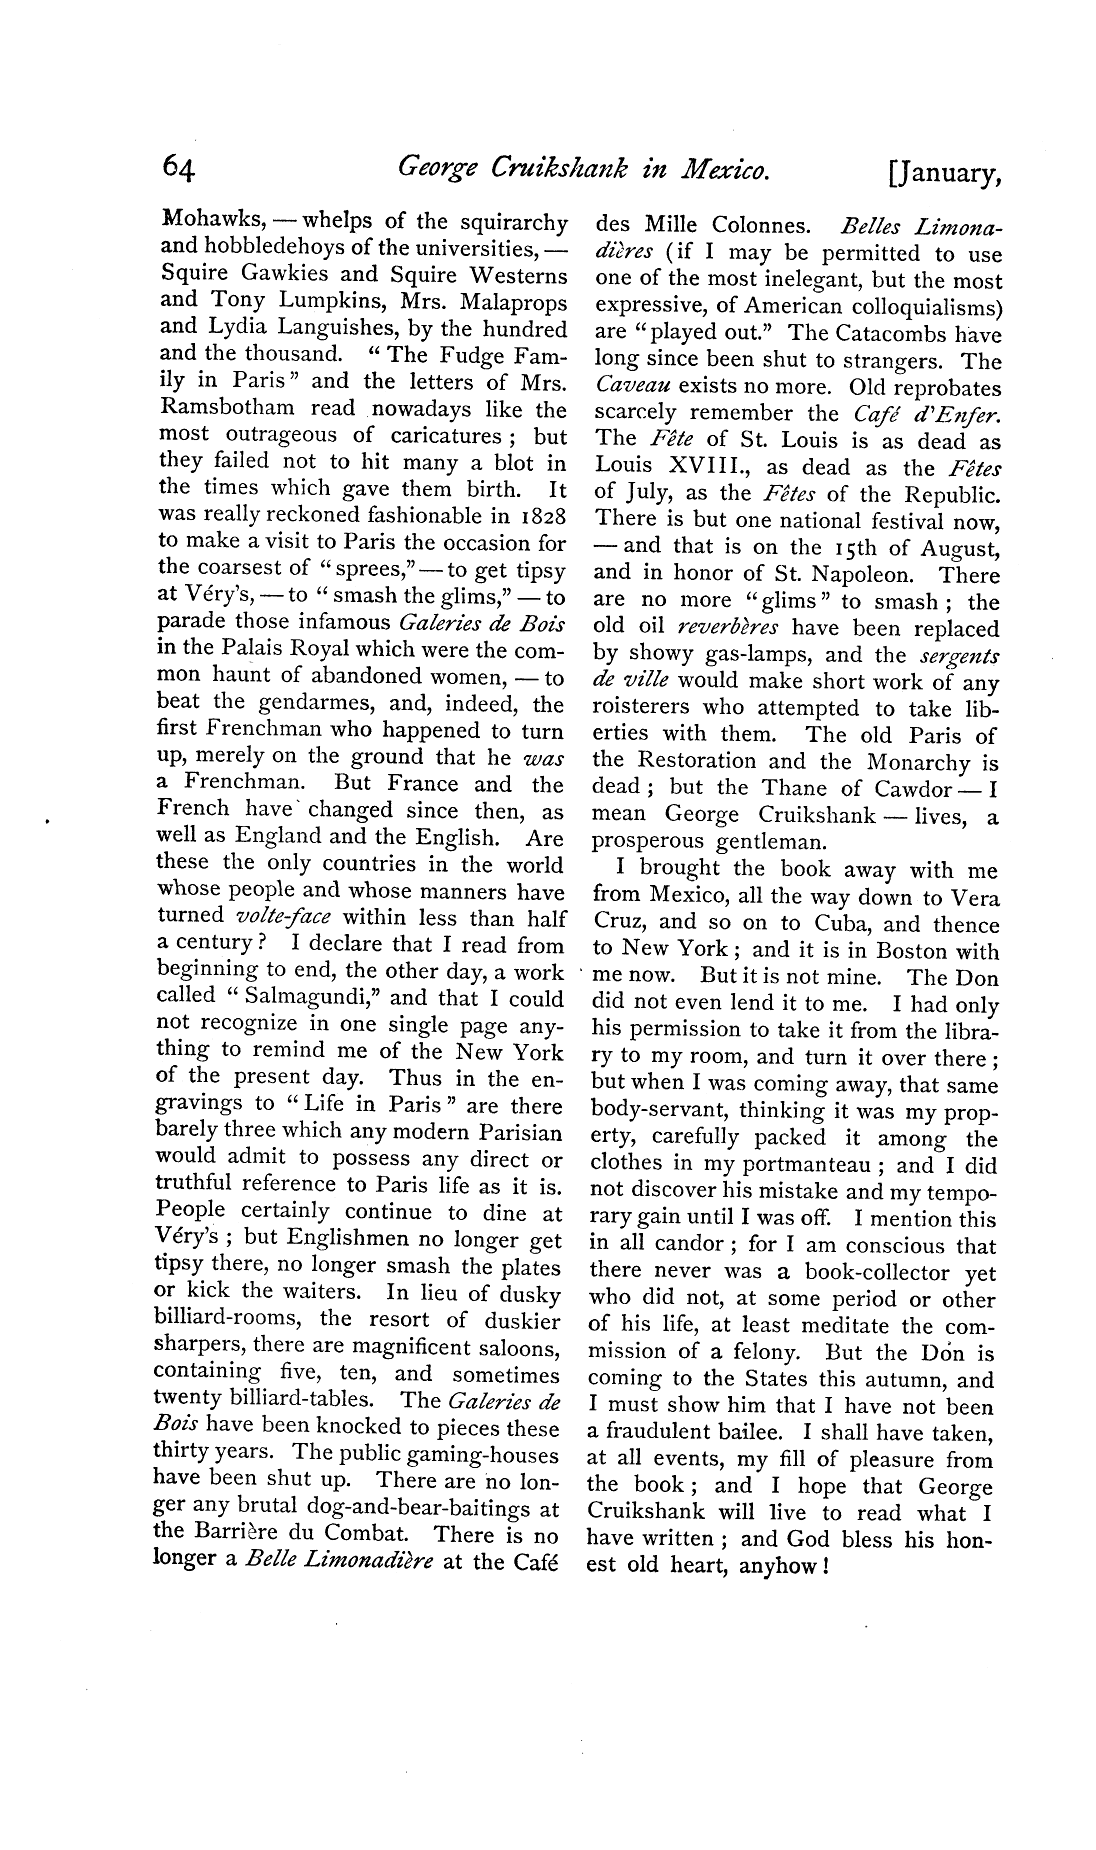 64 George Cruikshank in Mexico. [January,
Mohawks, — whelps of the squirarchy
and hobbledehoys of the universities, —
Squire Gawkies and Squire Westerns
and Tony Lumpkins, Mrs. Malaprops
and Lydia Languishes, by the hundred
and the thousand. “ The Fudge Fam-
ily in Paris” and the letters of Mrs.
Ramsbotham read nowadays like the
most outrageous of caricatures ; but
they failed not to hit many a blot in
the times which gave them birth. It
was really reckoned fashionable in 1828
to make a visit to Paris the occasion for
the coarsest of “ sprees,” — to get tipsy
at Véry’s, — to “ smash the glims,” — to
parade those infamous Galeries de Bois
in the Palais Royal which were the com-
mon haunt of abandoned women, — to
beat the gendarmes, and, indeed, the
first Frenchman who happened to turn
up, merely on the ground that he was
a Frenchman. But France and the
French have changed since then, as
well as England and the English. Are
these the only countries in the world
whose people and whose manners have
turned volte-face within less than half
a century ? I declare that I read from
beginning to end, the other day, a work
called “ Salmagundi,” and that I could
not recognize in one single page any-
thing to remind me of the New York
of the present day. Thus in the en-
gravings to “ Life in Paris ” are there
barely three which any modern Parisian
would admit to possess any direct or
truthful reference to Paris life as it is.
People certainly continue to dine at
Véry’s ; but Englishmen no longer get
tipsy there, no longer smash the plates
or kick the waiters. In lieu of dusky
billiard-rooms, the resort of duskier
sharpers, there are magnificent saloons,
containing five, ten, and sometimes
twenty billiard-tables. The Galeries de
Bois have been knocked to pieces these
thirty years. The public gaming-houses
have been shut up. There are no lon-
ger any brutal dog-and-bear-baitings at
the Barrière du Combat. There is no
longer a Belle Limonadière at the Café
des Mille Colonnes. Belles Limona-
dières (if I may be permitted to use
one of the most inelegant, but the most
expressive, of American colloquialisms)
are “ played out.” The Catacombs have
long since been shut to strangers. The
Caveau exists no more. Old reprobates
scarcely remember the Café d’Enfer.
The Fête of St. Louis is as dead as
Louis XVIII., as dead as the Fêtes
of July, as the Fêtes of the Republic.
There is but one national festival now,
— and that is on the 15th of August,
and in honor of St. Napoleon. There
are no more “ glims ” to smash ; the
old oil reverbères have been replaced
by showy gas-lamps, and the sergents
de ville would make short work of any
roisterers who attempted to take lib-
erties with them. The old Paris of
the Restoration and the Monarchy is
dead ; but the Thane of Cawdor — I
mean George Cruikshank — lives, a
prosperous gentleman.
I brought the book away with me
from Mexico, all the way down to Vera
Cruz, and so on to Cuba, and thence
to New York ; and it is in Boston with
me now. But it is not mine. The Don
did not even lend it to me. I had only
his permission to take it from the libra-
ry to my room, and turn it over there ;
but when I was coming away, that same
body-servant, thinking it was my prop-
erty, carefully packed it among the
clothes in my portmanteau ; and I did
not discover his mistake and my tempo-
rary gain until I was off. I mention this
in all candor ; for I am conscious that
there never was a book-collector yet
who did not, at some period or other
of his life, at least meditate the com-
mission of a felony. But the Don is
coming to the States this autumn, and
I must show him that I have not been
a fraudulent bailee. I shall have taken,
at all events, my fill of pleasure from
the book ; and I hope that George
Cruikshank will live to read what I
have written ; and God bless his hon-
est old heart, anyhow !